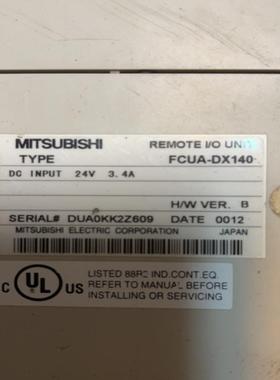 MITSUBISHI REMOTE I/O UNIT
TYPE FCUA-DX140
DC INPUT 24V 3.4A
H/W VER. B
SERIAL# DUA0KK2Z609 DATE 0012
MITSUBISHI ELECTRIC CORPORATION JAPAN
C UL US
LISTED 88R2 IND.CONT.EQ.
REFER TO MANUAL BEFORE
INSTALLING OR SERVICING